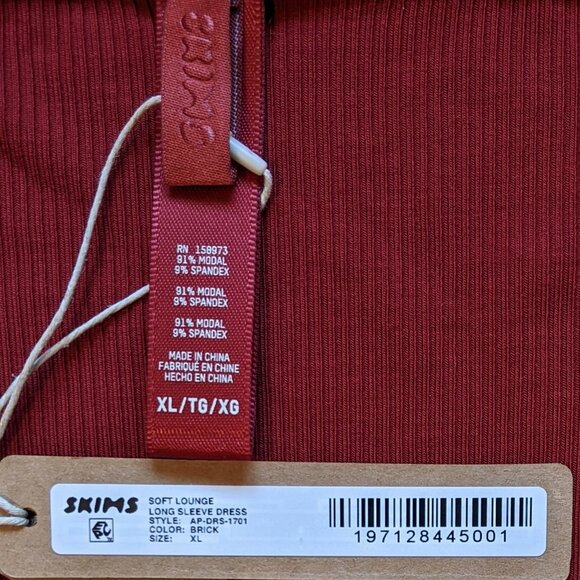 SKIMS
RN 158973
91% MODAL
9% SPANDEX
91% MODAL
9% SPANDEX
91% MODAL
9% SPANDEX
MADE IN CHINA
FABRIQUÉ EN CHINE
HECHO EN CHINA
XL/TG/XG
SKIMS
SOFT LOUNGE
LONG SLEEVE DRESS
STYLE: AP-DRS-1701
COLOR: BRICK
SIZE: XL
197128445001